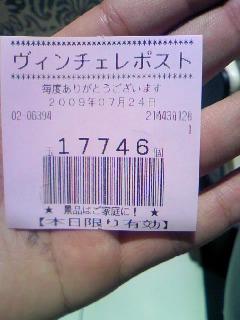 ヴィンチェレポスト
毎度ありがとうございます
2009年07月24日
02-06394 214430126
1
玉 17746 個
★ 景品はご家庭に! ★
【本日限り有効】